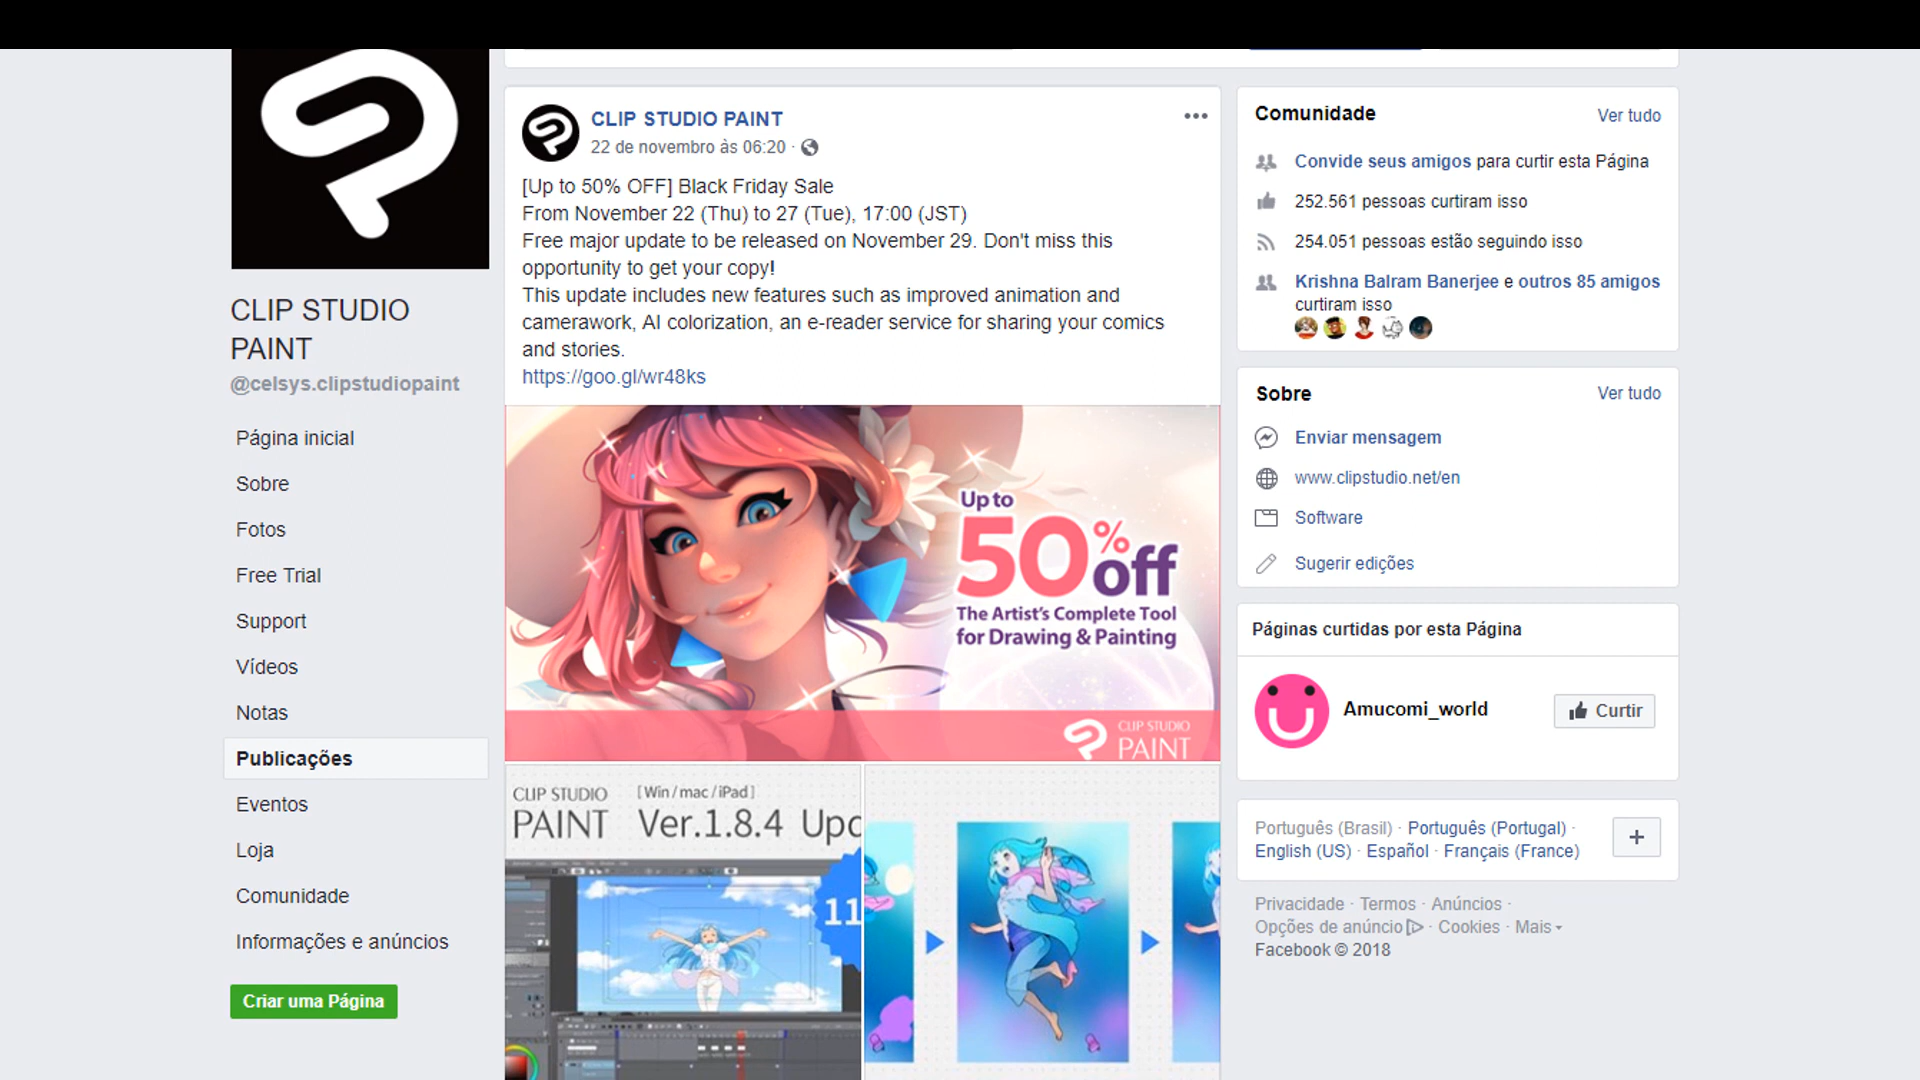 CLIP STUDIO
PAINT
@celsys.clipstudiopaint
Página inicial
Sobre
Fotos
Free Trial
Support
Vídeos
Notas
Publicações
Eventos
Loja
Comunidade
Informações e anúncios
Criar uma Página
CLIP STUDIO PAINT
22 de novembro às 06:20 ·
[Up to 50% OFF] Black Friday Sale
From November 22 (Thu) to 27 (Tue), 17:00 (JST)
Free major update to be released on November 29. Don't miss this
opportunity to get your copy!
This update includes new features such as improved animation and
camerawork, AI colorization, an e-reader service for sharing your comics
and stories.
https://goo.gl/wr48ks
Up to
50% off
The Artist's Complete Tool
for Drawing & Painting
CLIP STUDIO
PAINT
CLIP STUDIO
PAINT
[Win / mac / iPad]
Ver.1.8.4 Upd
11
Comunidade
Ver tudo
Convide seus amigos para curtir esta Página
252.561 pessoas curtiram isso
254.051 pessoas estão seguindo isso
Krishna Balram Banerjee e outros 85 amigos
curtiram isso
Sobre
Ver tudo
Enviar mensagem
www.clipstudio.net/en
Software
Sugerir edições
Páginas curtidas por esta Página
Amucomi_world
Curtir
Português (Brasil) · Português (Portugal) ·
English (US) · Español · Français (France)
Privacidade · Termos · Anúncios ·
Opções de anúncio · Cookies · Mais
Facebook © 2018